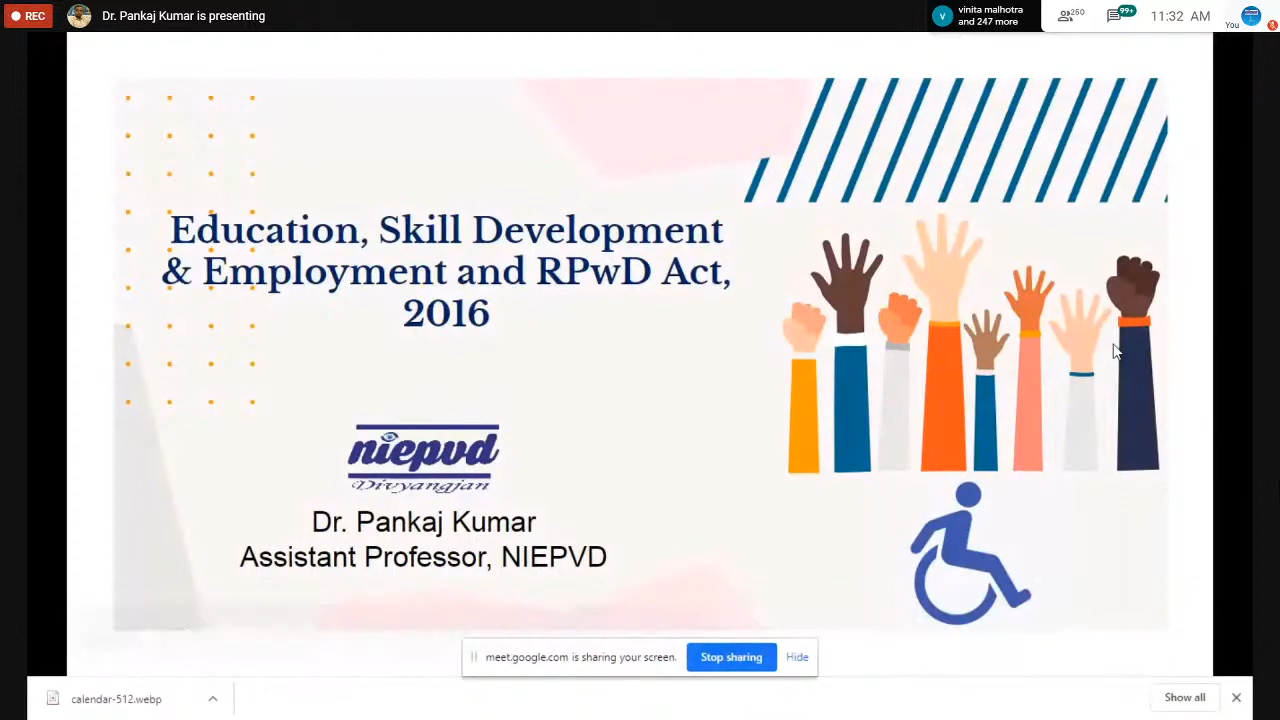 REC
Dr. Pankaj Kumar is presenting
V
vinita malhotra
and 247 more
250
99+
11:32 AM
You
Education, Skill Development
& Employment and RPwD Act,
2016
niepvd
Divyangjan
Dr. Pankaj Kumar
Assistant Professor, NIEPVD
meet.google.com is sharing your screen.
Stop sharing
Hide
calendar-512.webp
Show all